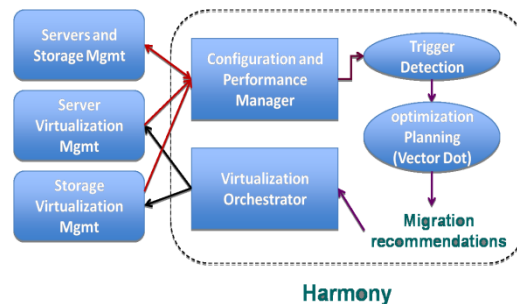 Servers and
Storage Mgmt
Server
Virtualization
Mgmt
Storage
Virtualization
Mgmt
Configuration and
Performance
Manager
Virtualization
Orchestrator
Trigger
Detection
optimization
Planning
(Vector Dot)
Migration
recommendations
Harmony